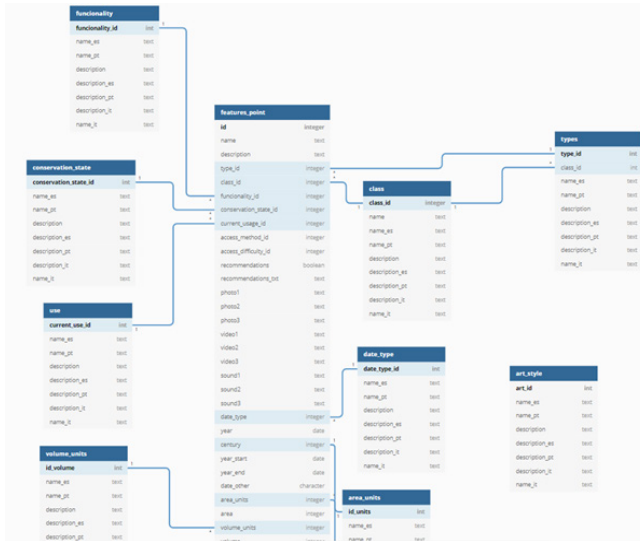 funcionality
funcionality_id int
name_es text
name_pt text
description text
description_es text
description_pt text
description_it text
name_it text
conservation_state
conservation_state_id int
name_es text
name_pt text
description text
description_es text
description_pt text
description_it text
name_it text
use
current_use_id int
name_es text
name_pt text
description text
description_es text
description_pt text
description_it text
name_it text
volume_units
id_volume int
name_es text
name_pt text
description text
description_es text
description_pt text
features_point
id integer
name text
description text
type_id integer
class_id integer
funcionality_id integer
conservation_state_id integer
current_usage_id integer
access_method_id integer
access_difficulty_id integer
recommendations boolean
recommendations_txt text
photo1 text
photo2 text
photo3 text
video1 text
video2 text
video3 text
sound1 text
sound2 text
sound3 text
date_type integer
year date
century integer
year_start date
year_end date
date_other character
area_units integer
area integer
volume_units integer
class
class_id integer
name text
name_es text
name_pt text
description text
description_es text
description_pt text
description_it text
name_it text
date_type
date_type_id int
name_es text
name_pt text
description text
description_es text
description_pt text
description_it text
name_it text
area_units
id_units int
name_es text
types
type_id int
class_id int
name_es text
name_pt text
description text
description_es text
description_pt text
description_it text
name_it text
art_style
art_id int
name_es text
name_pt text
description text
description_es text
description_pt text
description_it text
name_it text